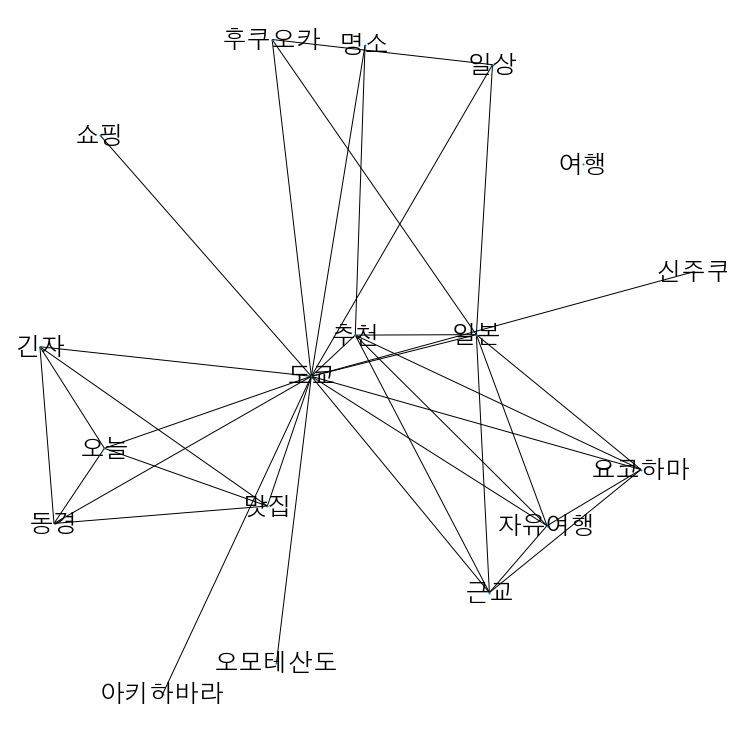 후쿠오카
명소
일상
쇼핑
여행
신주쿠
추천
일본
긴자
도쿄
오늘
요코하마
맛집
동경
자유여행
근교
오모테산도
아키하바라